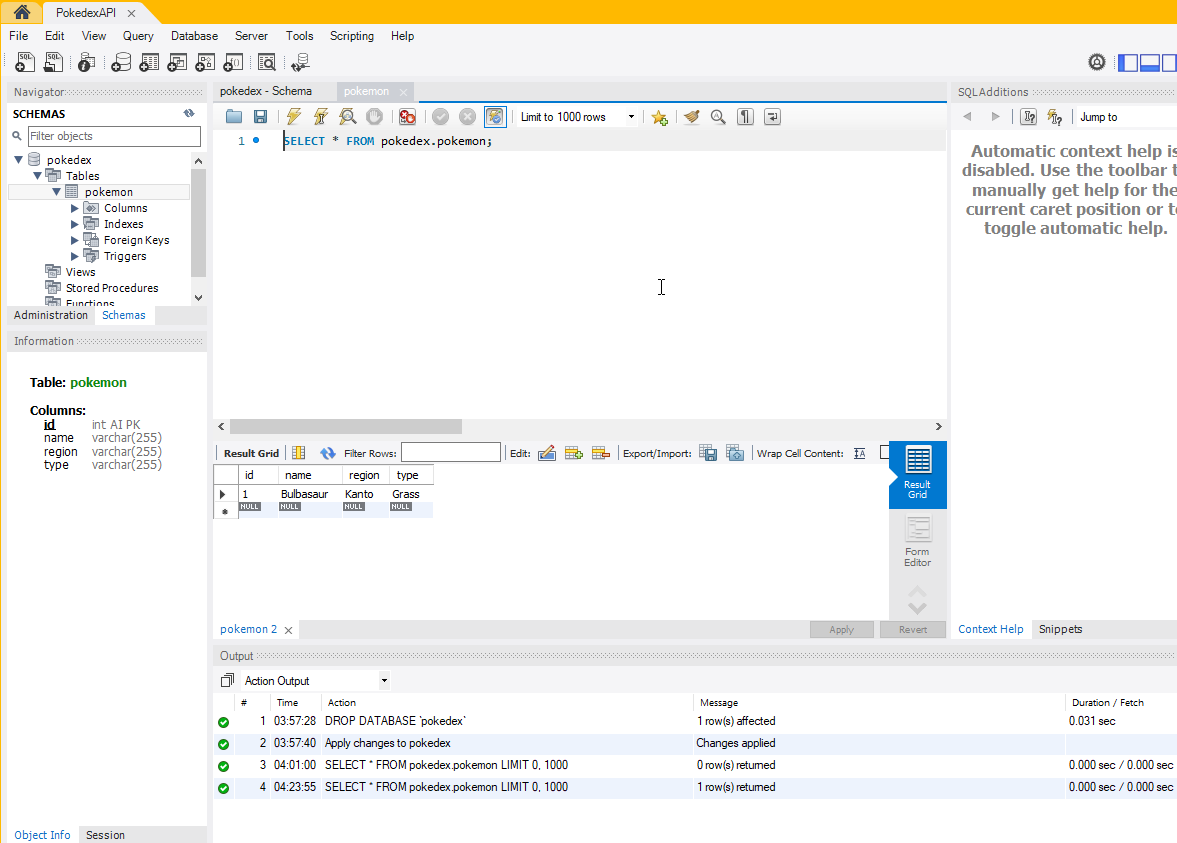 PokedexAPI
File Edit View Query Database Server Tools Scripting Help
Navigator
SCHEMAS
Filter objects
pokedex
Tables
pokemon
Columns
Indexes
Foreign Keys
Triggers
Views
Stored Procedures
Functions
Administration Schemas
Information
Table: pokemon
Columns:
id int AI PK
name varchar(255)
region varchar(255)
type varchar(255)
Object Info Session
pokedex - Schema pokemon
Limit to 1000 rows
1 SELECT * FROM pokedex.pokemon;
Result Grid Filter Rows: Edit: Export/Import: Wrap Cell Content:
id name region type
1 Bulbasaur Kanto Grass
NULL NULL NULL NULL
Result
Grid
Form
Editor
pokemon 2 Apply Revert
SQLAdditions
Jump to
Automatic context help is
disabled. Use the toolbar t
manually get help for the
current caret position or to
toggle automatic help.
Context Help Snippets
Output
Action Output
# Time Action Message Duration / Fetch
1 03:57:28 DROP DATABASE `pokedex` 1 row(s) affected 0.031 sec
2 03:57:40 Apply changes to pokedex Changes applied
3 04:01:00 SELECT * FROM pokedex.pokemon LIMIT 0, 1000 0 row(s) returned 0.000 sec / 0.000 sec
4 04:23:55 SELECT * FROM pokedex.pokemon LIMIT 0, 1000 1 row(s) returned 0.000 sec / 0.000 sec